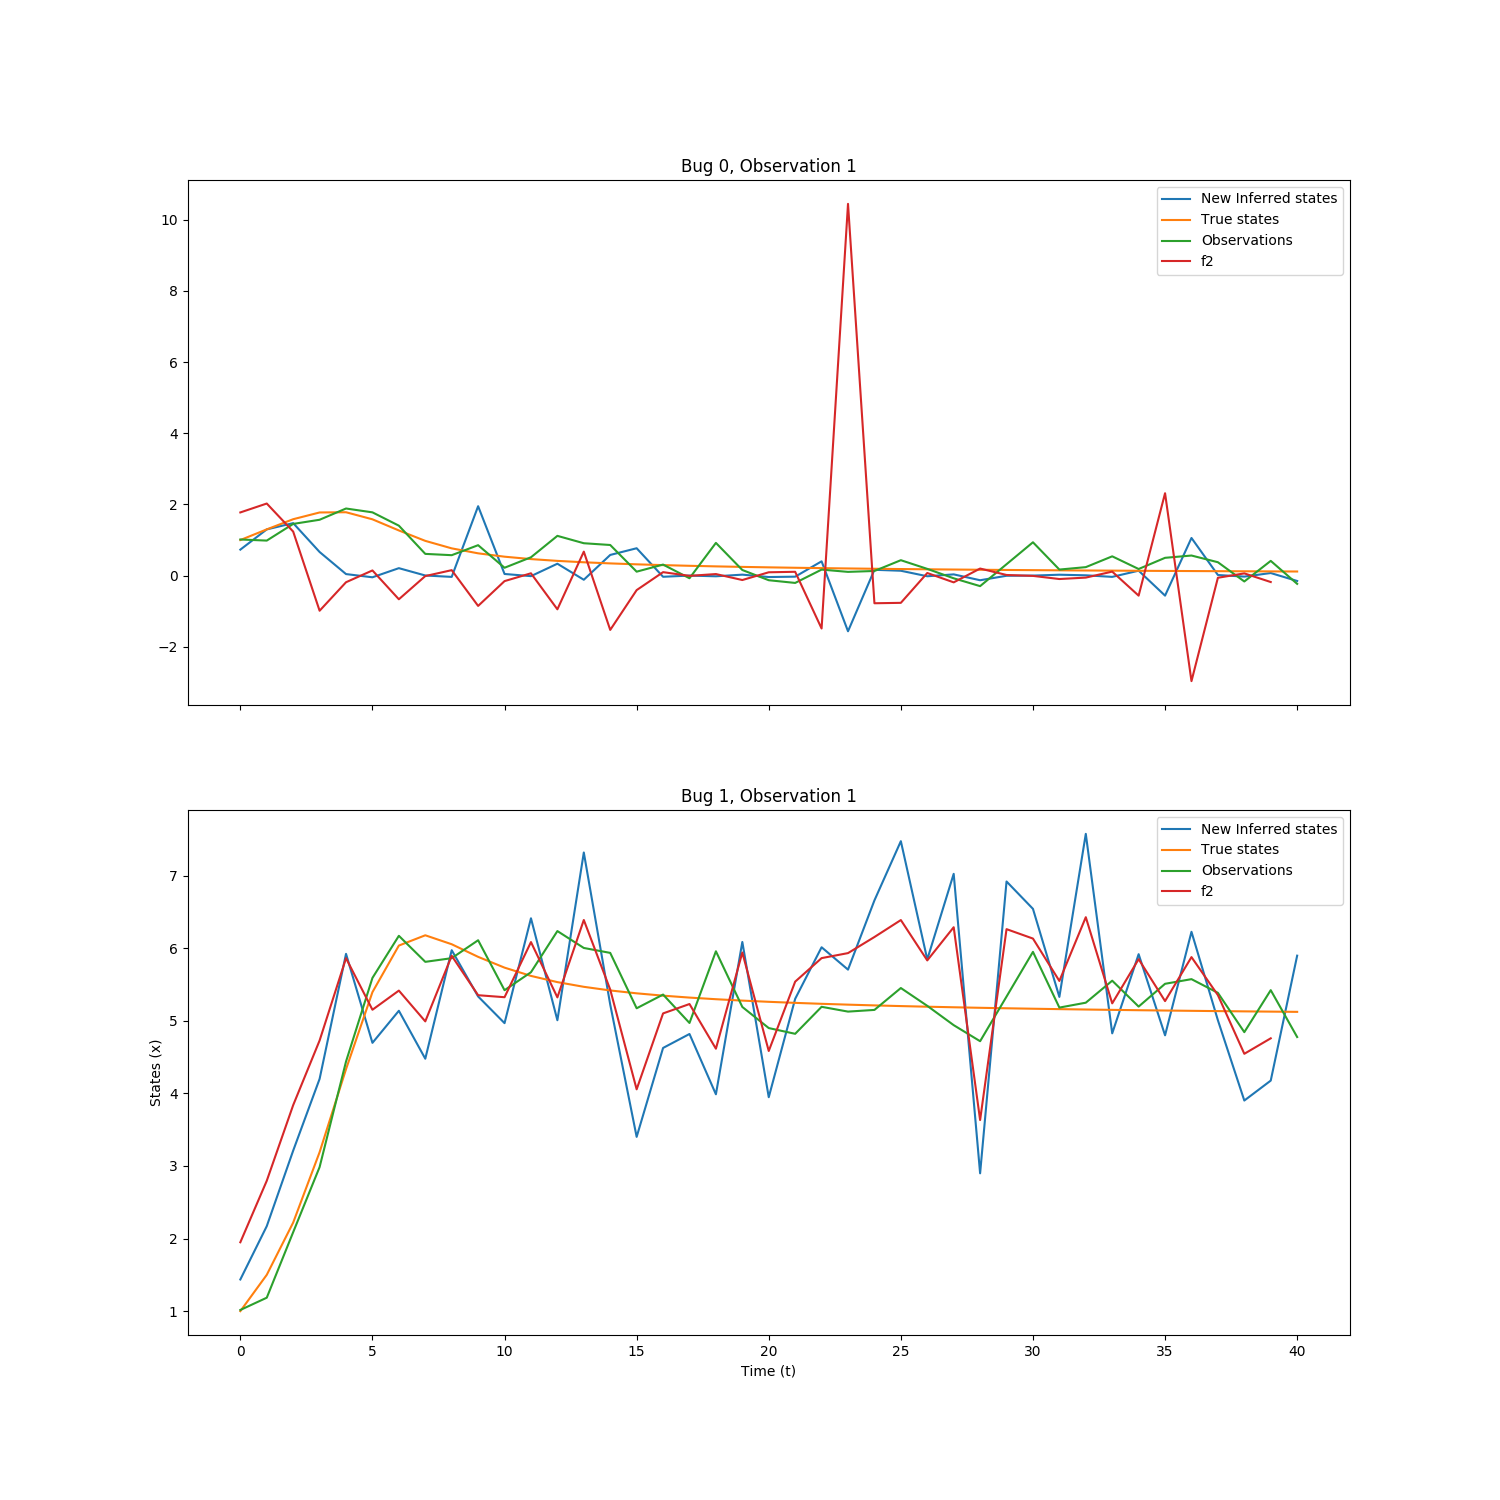 Bug 0, Observation 1
New Inferred states
True states
Observations
f2
10
8
6
4
2
0
−2
Bug 1, Observation 1
New Inferred states
True states
Observations
f2
7
6
5
4
3
2
1
States (x)
0 5 10 15 20 25 30 35 40
Time (t)